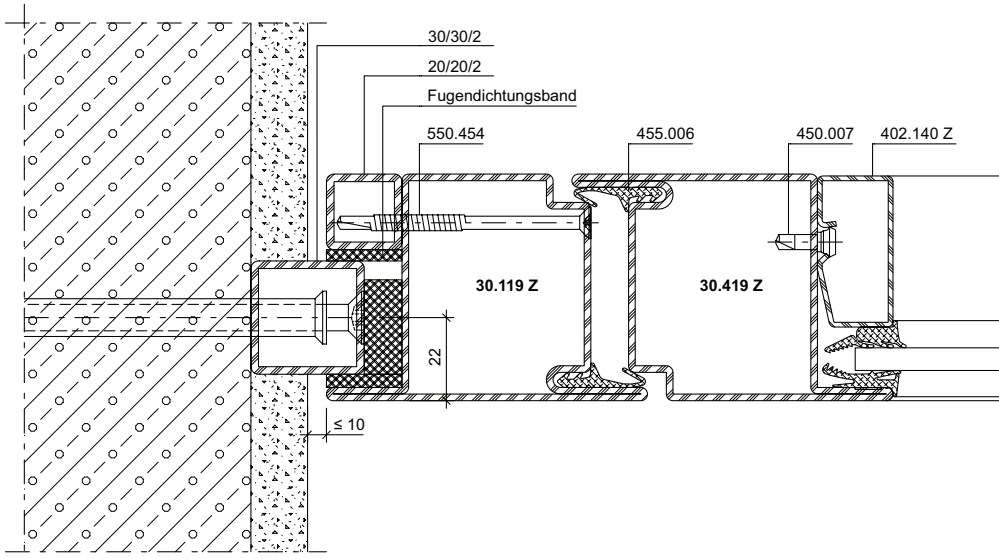 30/30/2
20/20/2
Fugendichtungsband
550.454 455.006 450.007 402.140 Z
30.119 Z 30.419 Z
22
≤ 10